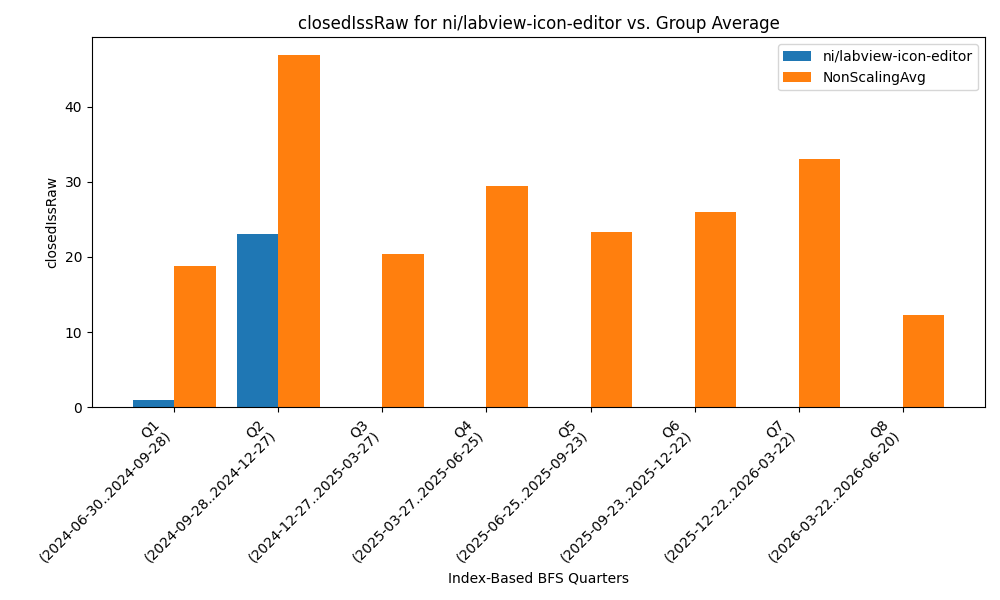 closedIssRaw for ni/labview-icon-editor vs. Group Average
ni/labview-icon-editor
NonScalingAvg
closedIssRaw
40
30
20
10
0
Q1
(2024-06-30..2024-09-28)
Q2
(2024-09-28..2024-12-27)
Q3
(2024-12-27..2025-03-27)
Q4
(2025-03-27..2025-06-25)
Q5
(2025-06-25..2025-09-23)
Q6
(2025-09-23..2025-12-22)
Q7
(2025-12-22..2026-03-22)
Q8
(2026-03-22..2026-06-20)
Index-Based BFS Quarters